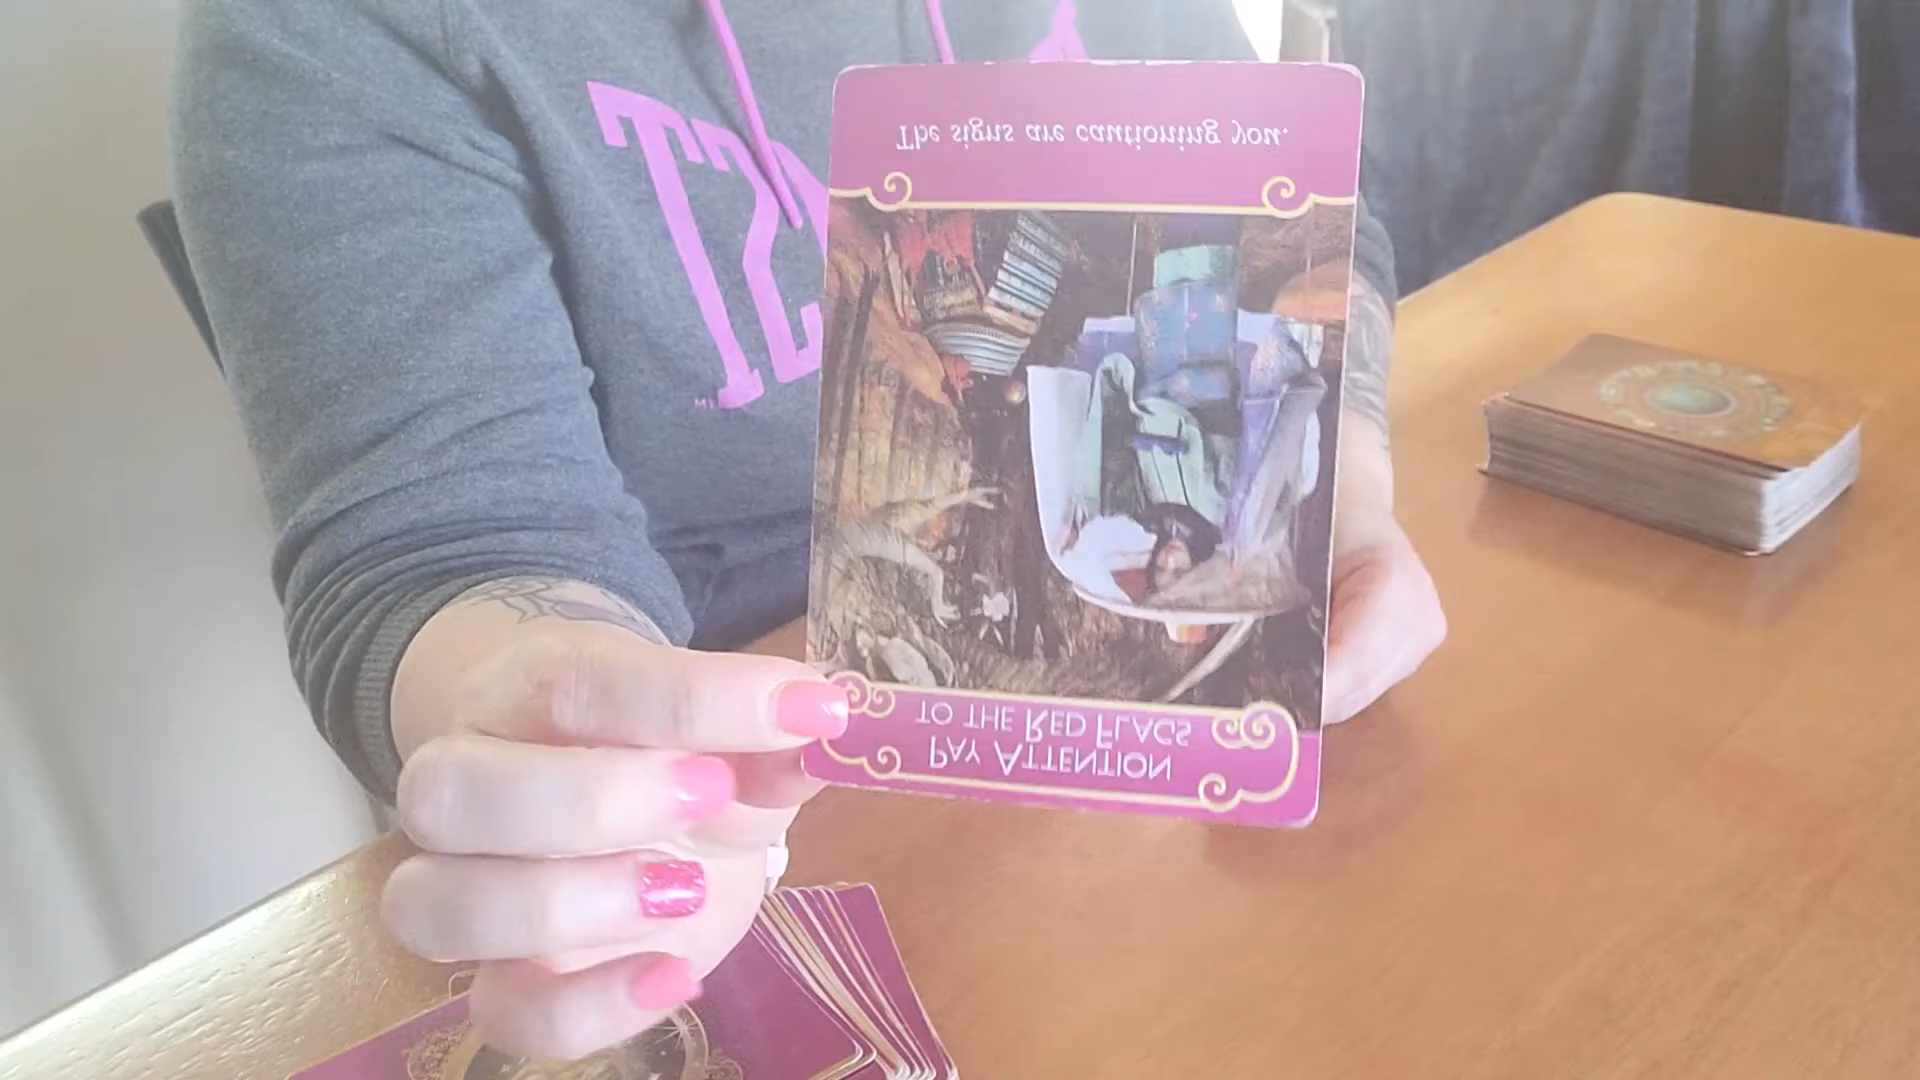 PAY ATTENTION
TO THE RED FLAGS
The signs are cautioning you.